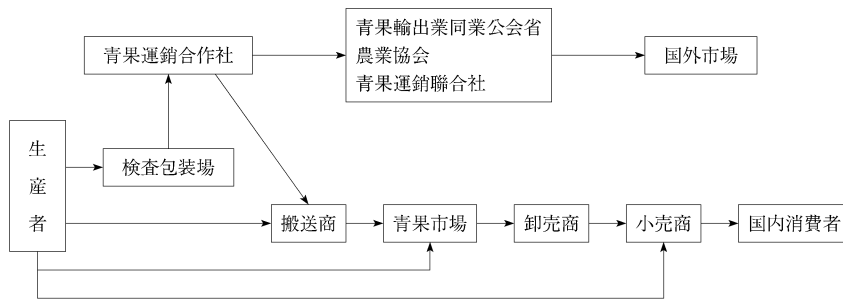 青果輸出業同業公会省
農業協会
青果運銷聯合社
青果運銷合作社
国外市場
生産者
検査包装場
搬送商
青果市場
卸売商
小売商
国内消費者